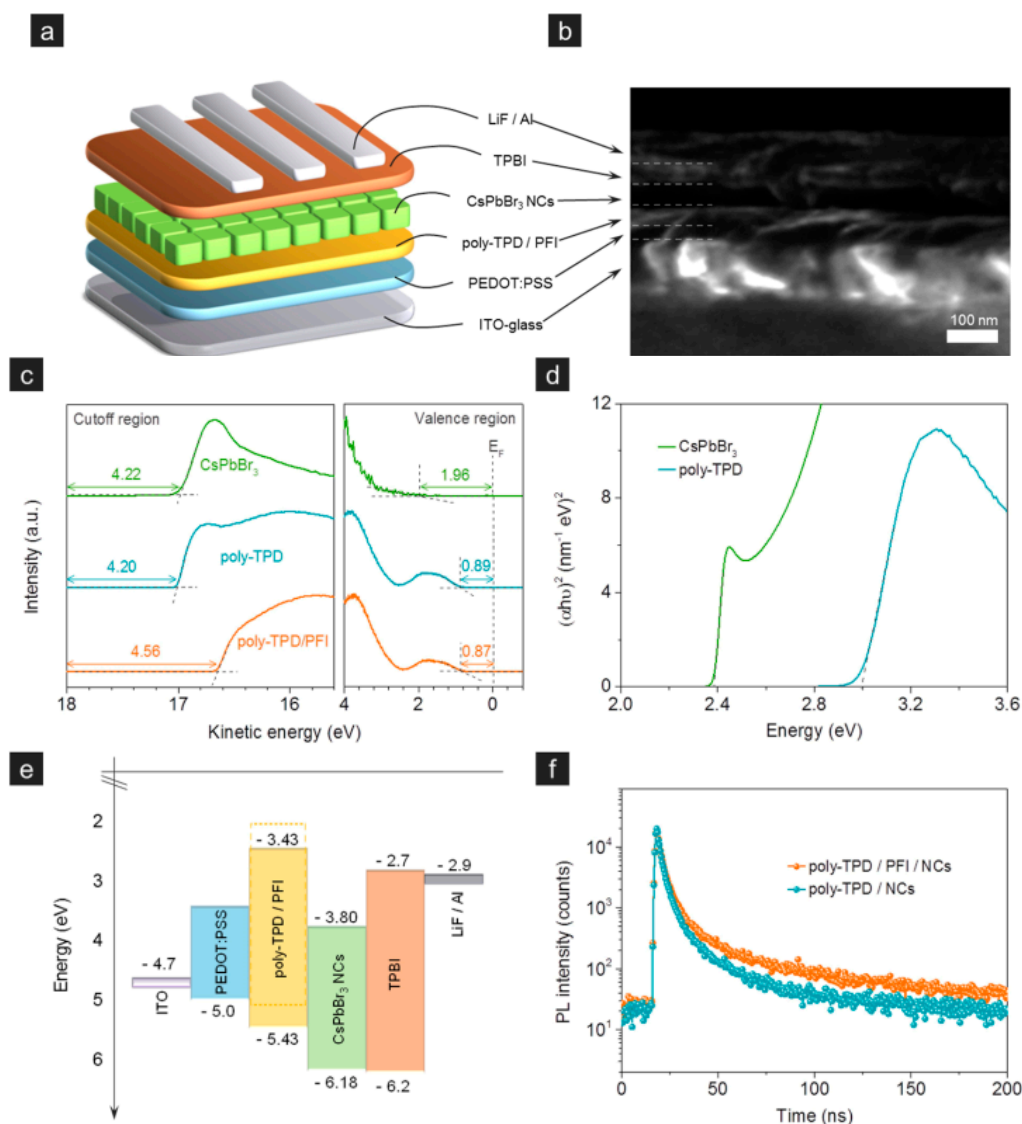 a
b
LiF / Al
TPBI
CsPbBr₃ NCs
poly-TPD / PFI
PEDOT:PSS
ITO-glass
100 nm
c
Cutoff region
Valence region
E_F
CsPbBr₃
4.22
1.96
poly-TPD
4.20
0.89
poly-TPD/PFI
4.56
0.87
Intensity (a.u.)
18
17
16
4
2
0
Kinetic energy (eV)
d
CsPbBr₃
poly-TPD
(αhυ)² (nm⁻¹ eV)²
12
8
4
0
2.0
2.4
2.8
3.2
3.6
Energy (eV)
e
Energy (eV)
2
3
4
5
6
- 4.7
ITO
PEDOT:PSS
- 5.0
- 3.43
poly-TPD / PFI
- 5.43
- 3.80
CsPbBr₃ NCs
- 6.18
- 2.7
TPBI
- 6.2
- 2.9
LiF / Al
f
poly-TPD / PFI / NCs
poly-TPD / NCs
PL intensity (counts)
10⁴
10³
10²
10¹
0
50
100
150
200
Time (ns)